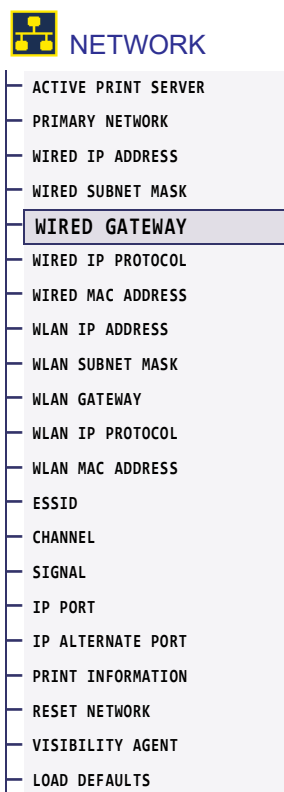 NETWORK
ACTIVE PRINT SERVER
PRIMARY NETWORK
WIRED IP ADDRESS
WIRED SUBNET MASK
WIRED GATEWAY
WIRED IP PROTOCOL
WIRED MAC ADDRESS
WLAN IP ADDRESS
WLAN SUBNET MASK
WLAN GATEWAY
WLAN IP PROTOCOL
WLAN MAC ADDRESS
ESSID
CHANNEL
SIGNAL
IP PORT
IP ALTERNATE PORT
PRINT INFORMATION
RESET NETWORK
VISIBILITY AGENT
LOAD DEFAULTS